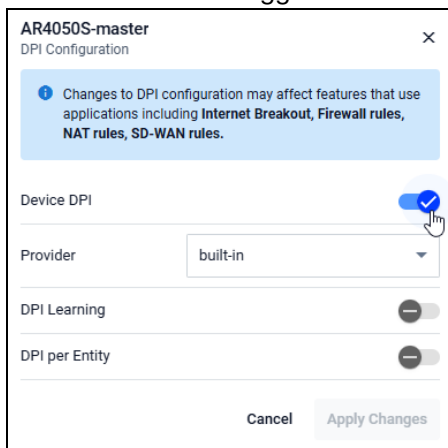 AR4050S-master
DPI Configuration
Changes to DPI configuration may affect features that use
applications including Internet Breakout, Firewall rules,
NAT rules, SD-WAN rules.
Device DPI
Provider
built-in
DPI Learning
DPI per Entity
Cancel
Apply Changes